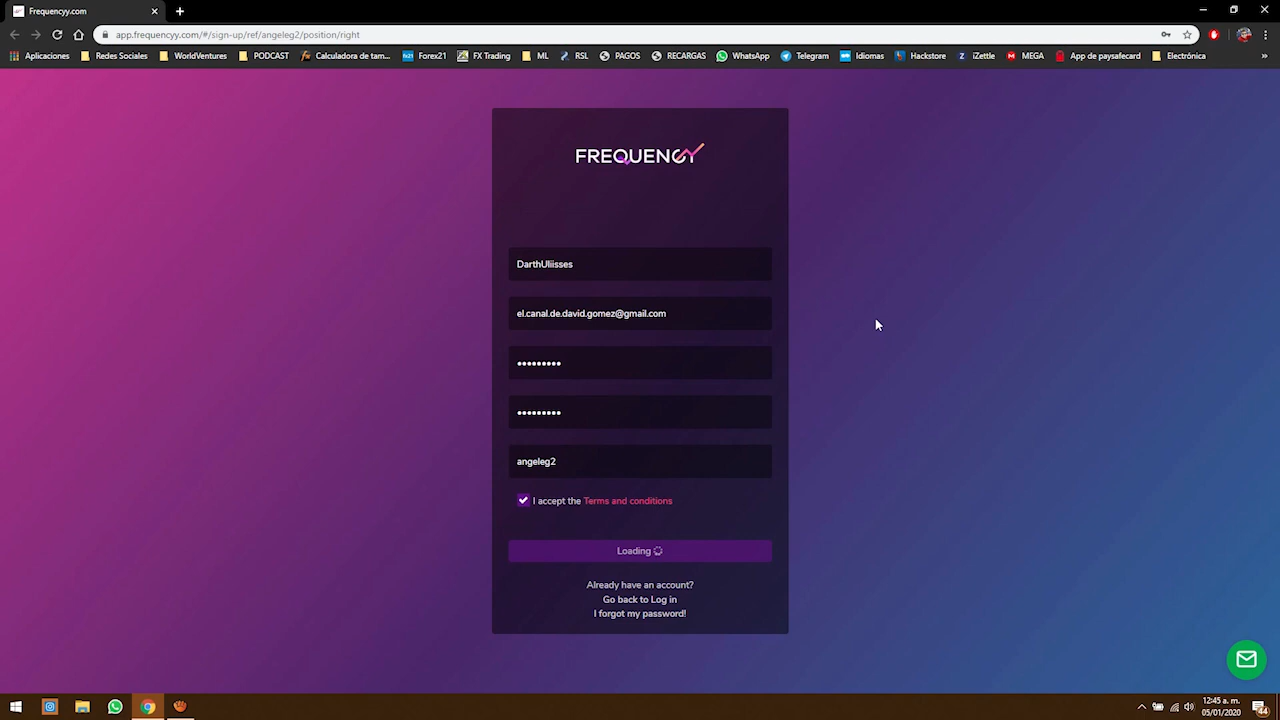 Frequencyy.com
app.frequencyy.com/#/sign-up/ref/angeleg2/position/right
Aplicaciones Redes Sociales WorldVentures PODCAST Calculadora de tam... Forex21 FX Trading ML RSL PAGOS RECARGAS WhatsApp Telegram Idiomas Hackstore iZettle MEGA App de paysafecard Electrónica »
FREQUENCY
DarthUliisses
el.canal.de.david.gomez@gmail.com
•••••••••
•••••••••
angeleg2
I accept the Terms and conditions
Loading
Already have an account?
Go back to Log in
I forgot my password!
12:45 a. m.
05/01/2020
44